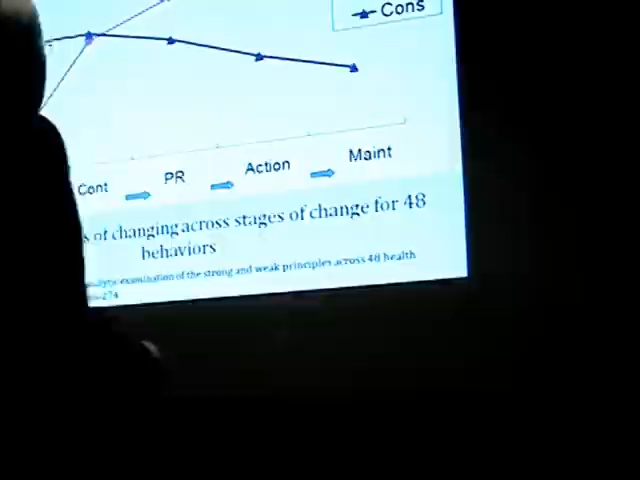 Cons
Cont PR Action Maint
of changing across stages of change for 48
behaviors
examination of the strong and weak principles across 48 health
-274